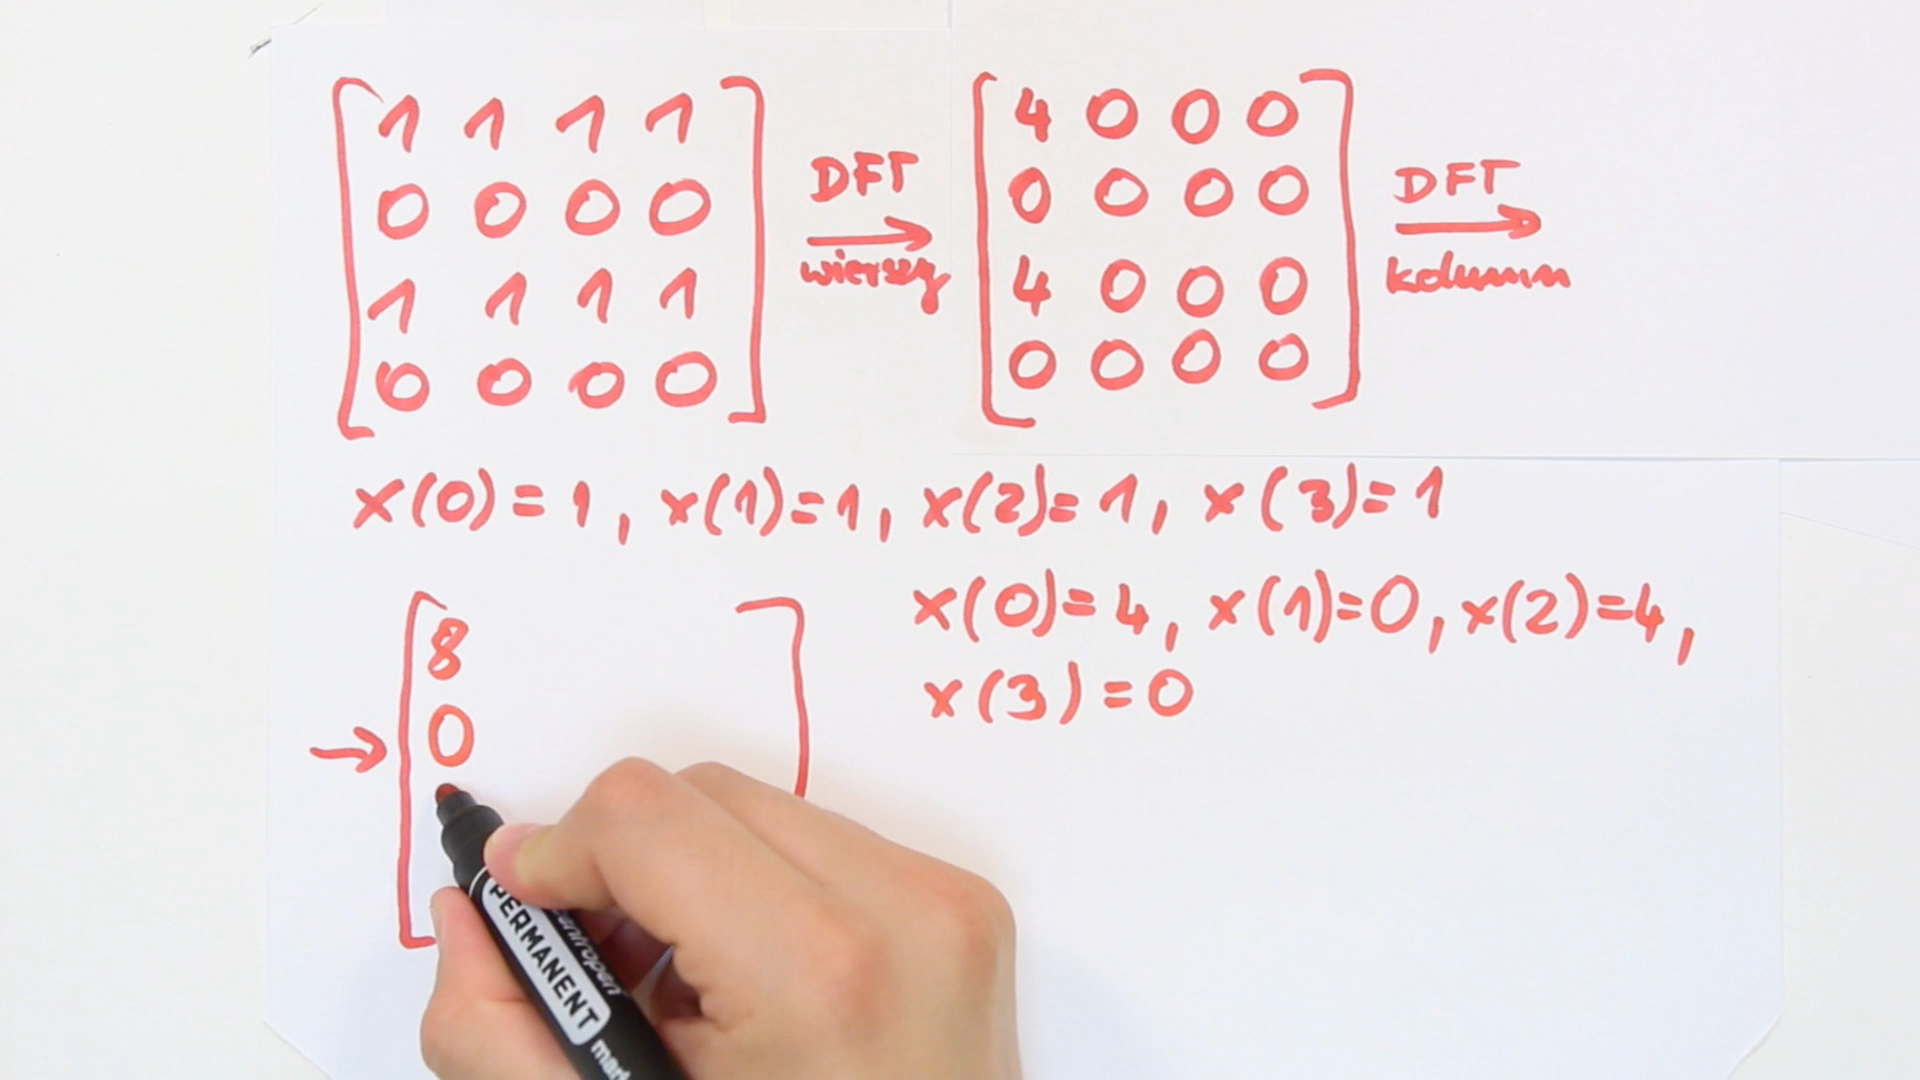 1 1 1 1
0 0 0 0
1 1 1 1
0 0 0 0
DFT
wierszy
4 0 0 0
0 0 0 0
4 0 0 0
0 0 0 0
DFT
kolumn
x(0)=1, x(1)=1, x(2)=1, x(3)=1
→
8
0
x(0)=4, x(1)=0, x(2)=4,
x(3)=0
centropen
PERMANENT